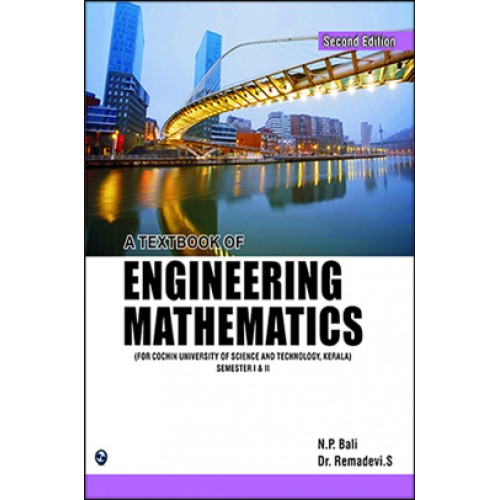 Second Edition
A TEXTBOOK OF
ENGINEERING
MATHEMATICS
(FOR COCHIN UNIVERSITY OF SCIENCE AND TECHNOLOGY, KERALA)
SEMESTER I & II
N.P. Bali
Dr. Remadevi.S